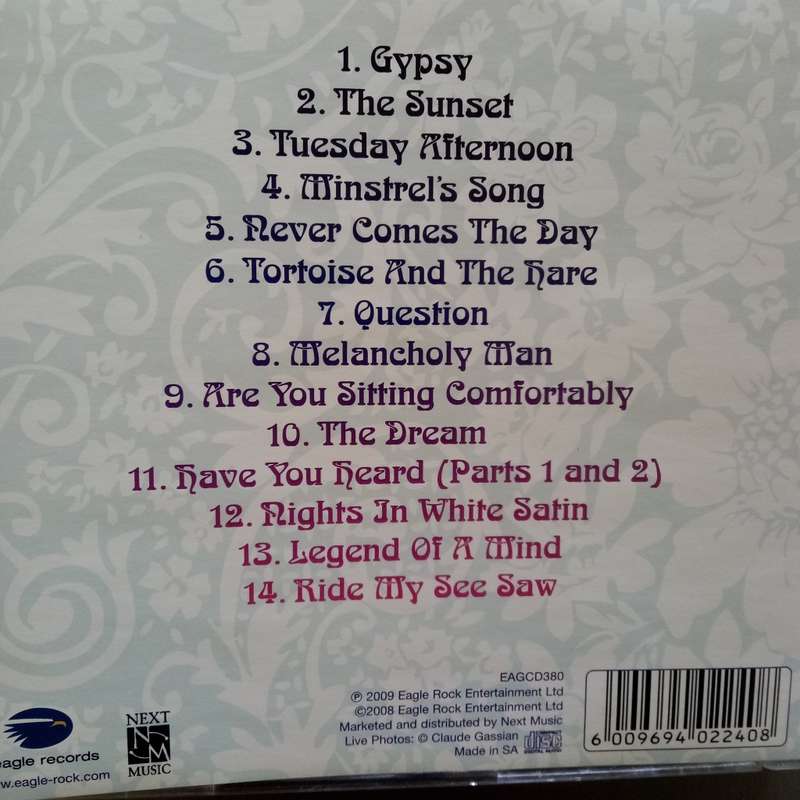 1. Gypsy
2. The Sunset
3. Tuesday Afternoon
4. Minstrel's Song
5. Never Comes The Day
6. Tortoise And The Hare
7. Question
8. Melancholy Man
9. Are You Sitting Comfortably
10. The Dream
11. Have You Heard (Parts 1 and 2)
12. Nights In White Satin
13. Legend Of A Mind
14. Ride My See Saw
EAGCD380
℗ 2009 Eagle Rock Entertainment Ltd
©2008 Eagle Rock Entertainment Ltd
Marketed and distributed by Next Music
Live Photos: © Claude Gassian
Made in SA
disc
DIGITAL AUDIO
6 009694 022408
eagle records
w.eagle-rock.com
NEXT
NM
MUSIC